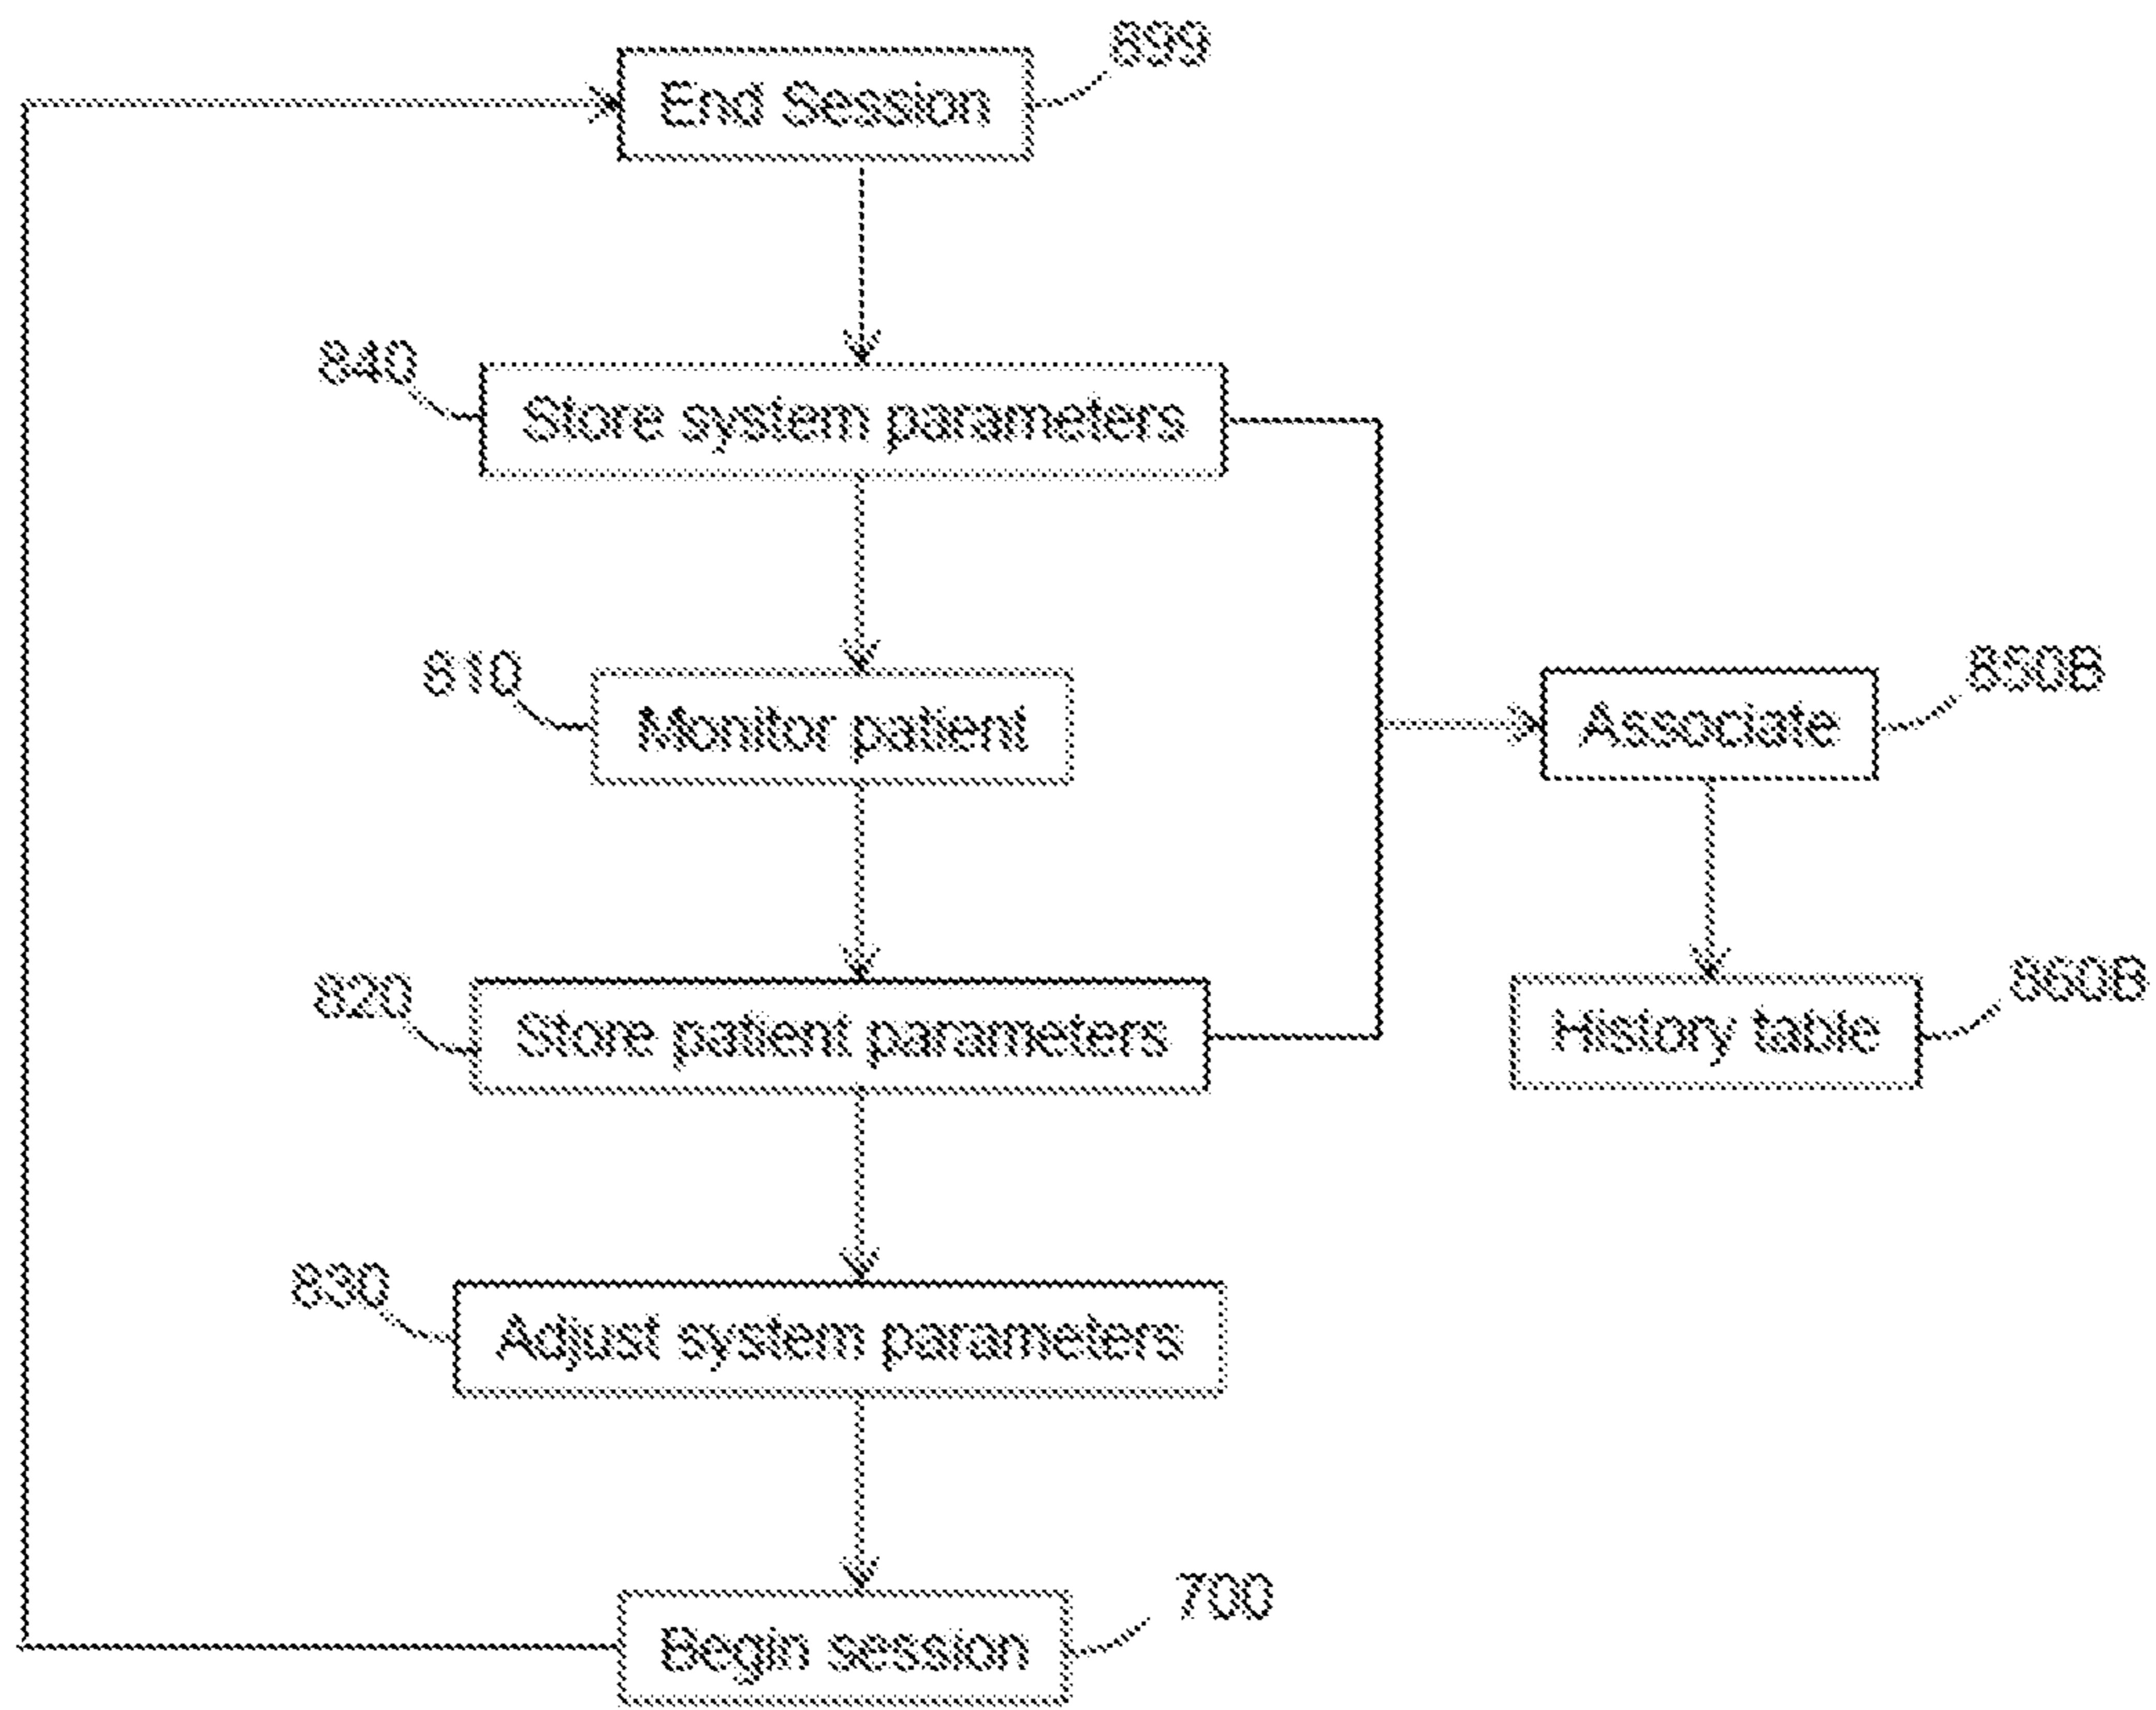 899
End Session
840
Store system parameters
810
Monitor patient
850B
Associate
820
Store patient parameters
860B
History table
830
Adjust system parameters
700
Begin session